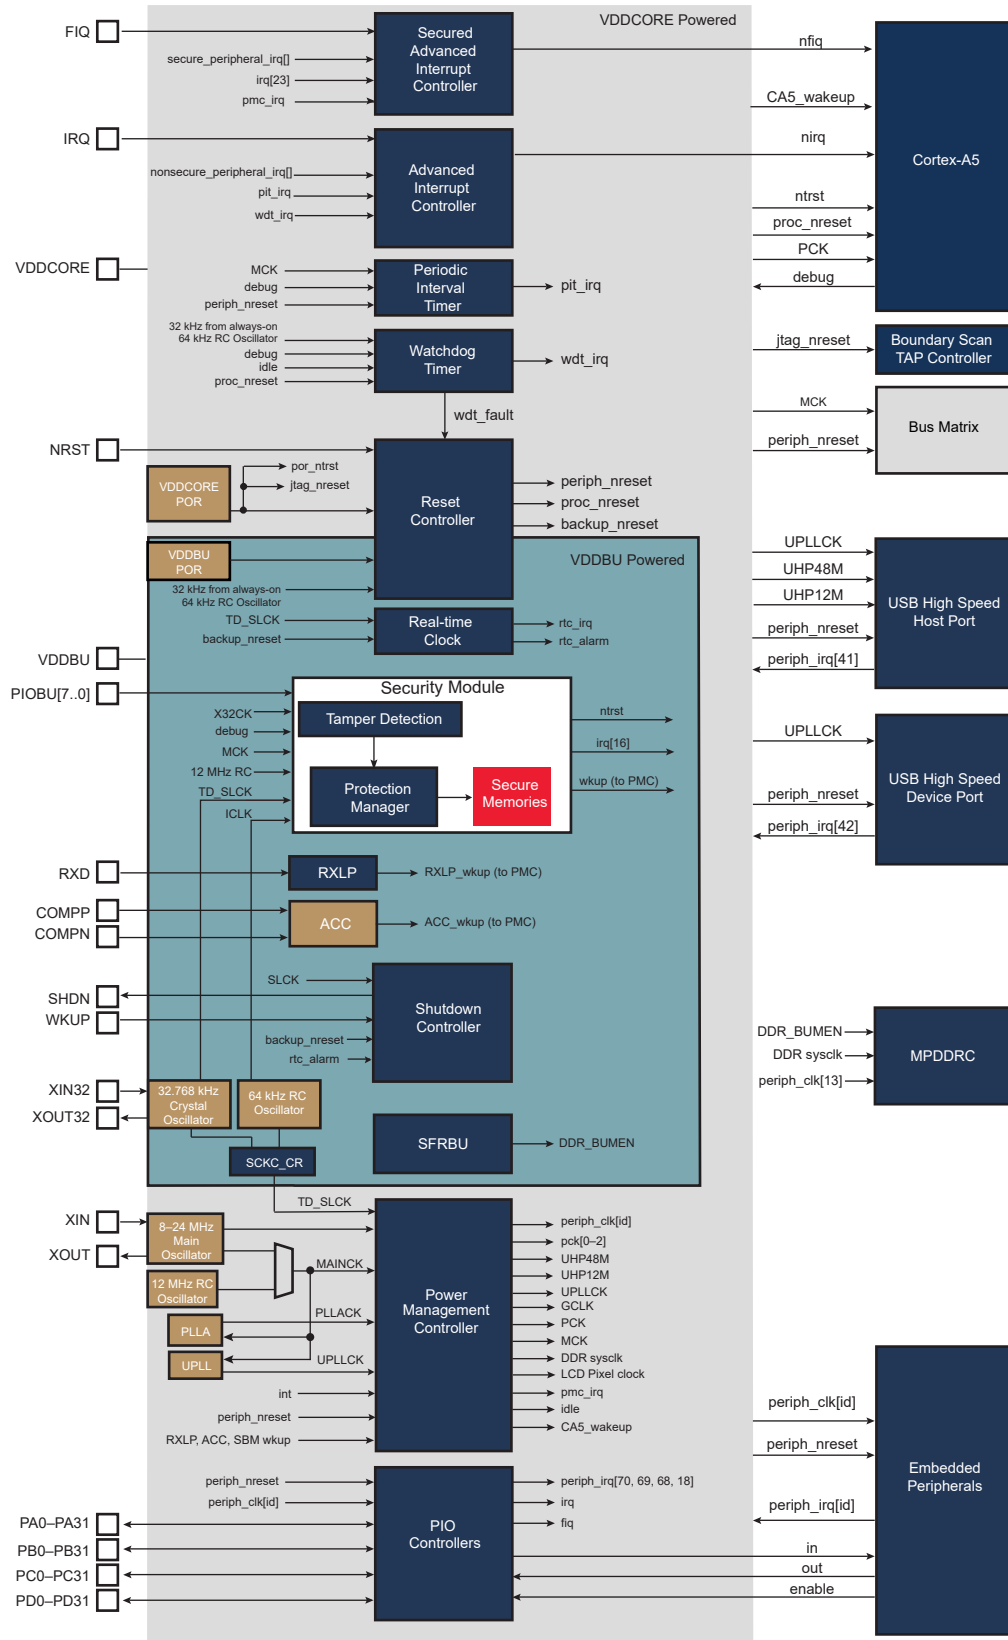 VDDCORE Powered
FIQ
secure_peripheral_irq[]
irq[23]
pmc_irq
Secured
Advanced
Interrupt
Controller
nfiq
CA5_wakeup
IRQ
nonsecure_peripheral_irq[]
pit_irq
wdt_irq
Advanced
Interrupt
Controller
nirq
Cortex-A5
ntrst
proc_nreset
PCK
debug
VDDCORE
MCK
debug
periph_nreset
Periodic
Interval
Timer
pit_irq
32 kHz from always-on
64 kHz RC Oscillator
debug
idle
proc_nreset
Watchdog
Timer
wdt_irq
jtag_nreset
Boundary Scan
TAP Controller
wdt_fault
MCK
periph_nreset
Bus Matrix
NRST
VDDCORE
POR
por_ntrst
jtag_nreset
Reset
Controller
periph_nreset
proc_nreset
backup_nreset
VDDBU Powered
VDDBU
POR
32 kHz from always-on
64 kHz RC Oscillator
UPLLCK
UHP48M
UHP12M
periph_nreset
periph_irq[41]
USB High Speed
Host Port
TD_SLCK
backup_nreset
Real-time
Clock
rtc_irq
rtc_alarm
VDDBU
PIOBU[7..0]
Security Module
X32CK
debug
MCK
12 MHz RC
TD_SLCK
ICLK
Tamper Detection
Protection
Manager
Secure
Memories
ntrst
irq[16]
wkup (to PMC)
UPLLCK
periph_nreset
periph_irq[42]
USB High Speed
Device Port
RXD
RXLP
RXLP_wkup (to PMC)
COMPP
COMPN
ACC
ACC_wkup (to PMC)
SHDN
WKUP
SLCK
backup_nreset
rtc_alarm
Shutdown
Controller
DDR_BUMEN
DDR sysclk
periph_clk[13]
MPDDRC
XIN32
XOUT32
32.768 kHz
Crystal
Oscillator
64 kHz RC
Oscillator
SCKC_CR
SFRBU
DDR_BUMEN
TD_SLCK
XIN
XOUT
8–24 MHz
Main
Oscillator
12 MHz RC
Oscillator
MAINCK
PLLACK
PLLA
UPLL
UPLLCK
int
periph_nreset
RXLP, ACC, SBM wkup
Power
Management
Controller
periph_clk[id]
pck[0–2]
UHP48M
UHP12M
UPLLCK
GCLK
PCK
MCK
DDR sysclk
LCD Pixel clock
pmc_irq
idle
CA5_wakeup
periph_clk[id]
periph_nreset
periph_irq[id]
in
out
enable
Embedded
Peripherals
periph_nreset
periph_clk[id]
PIO
Controllers
periph_irq[70, 69, 68, 18]
irq
fiq
PA0–PA31
PB0–PB31
PC0–PC31
PD0–PD31